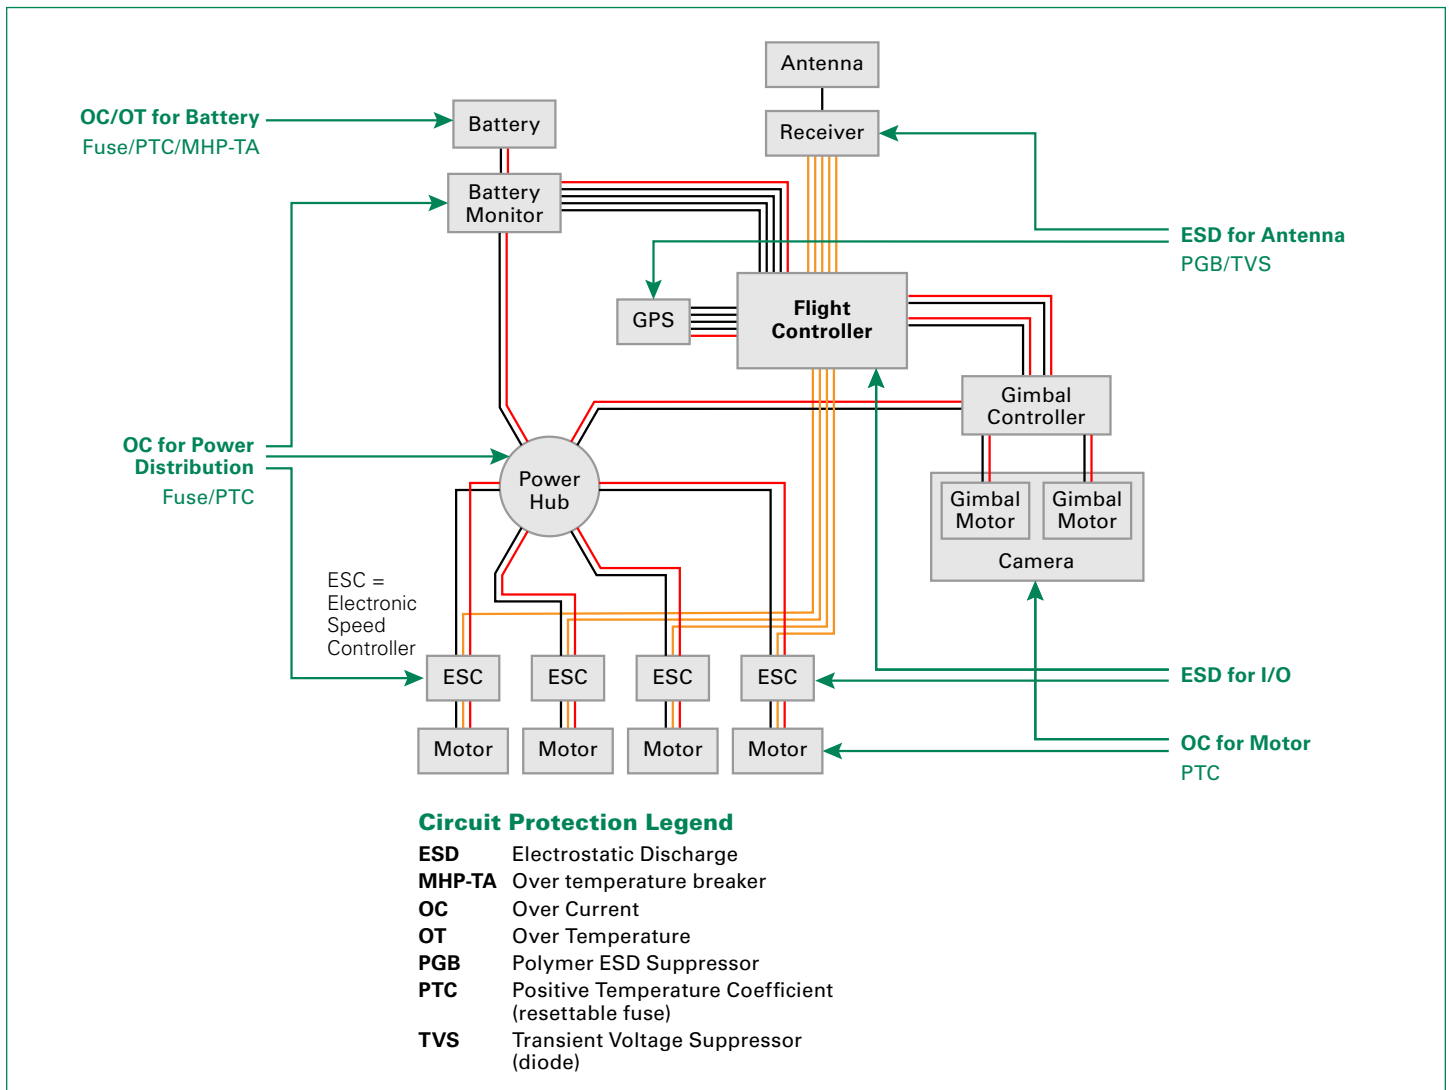 Antenna
OC/OT for Battery
Fuse/PTC/MHP-TA
Battery
Receiver
Battery
Monitor
ESD for Antenna
PGB/TVS
GPS
Flight
Controller
Gimbal
Controller
OC for Power
Distribution
Fuse/PTC
Power
Hub
Gimbal
Motor
Gimbal
Motor
Camera
ESC =
Electronic
Speed
Controller
ESC
ESC
ESC
ESC
ESD for I/O
Motor
Motor
Motor
Motor
OC for Motor
PTC
Circuit Protection Legend
ESD Electrostatic Discharge
MHP-TA Over temperature breaker
OC Over Current
OT Over Temperature
PGB Polymer ESD Suppressor
PTC Positive Temperature Coefficient
(resettable fuse)
TVS Transient Voltage Suppressor
(diode)